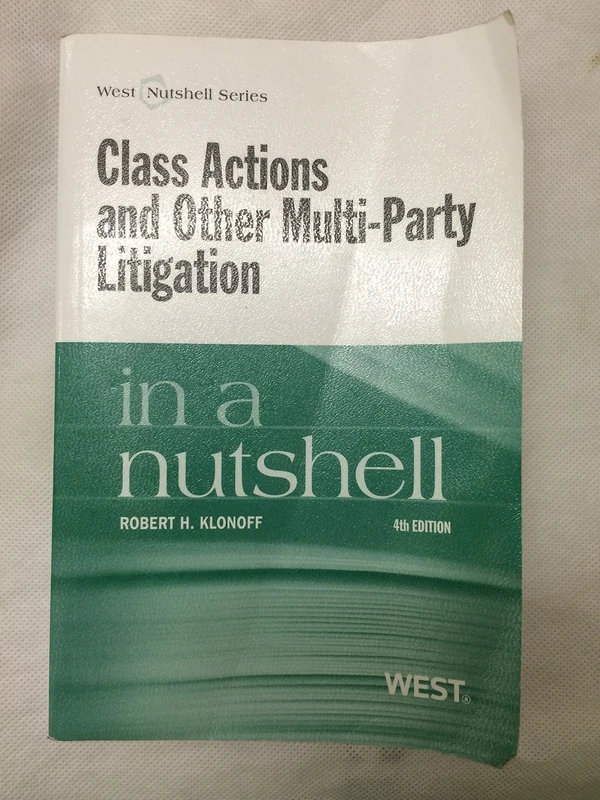 West Nutshell Series
Class Actions
and Other Multi-Party
Litigation
in a
nutshell
ROBERT H. KLONOFF
4th EDITION
WEST®